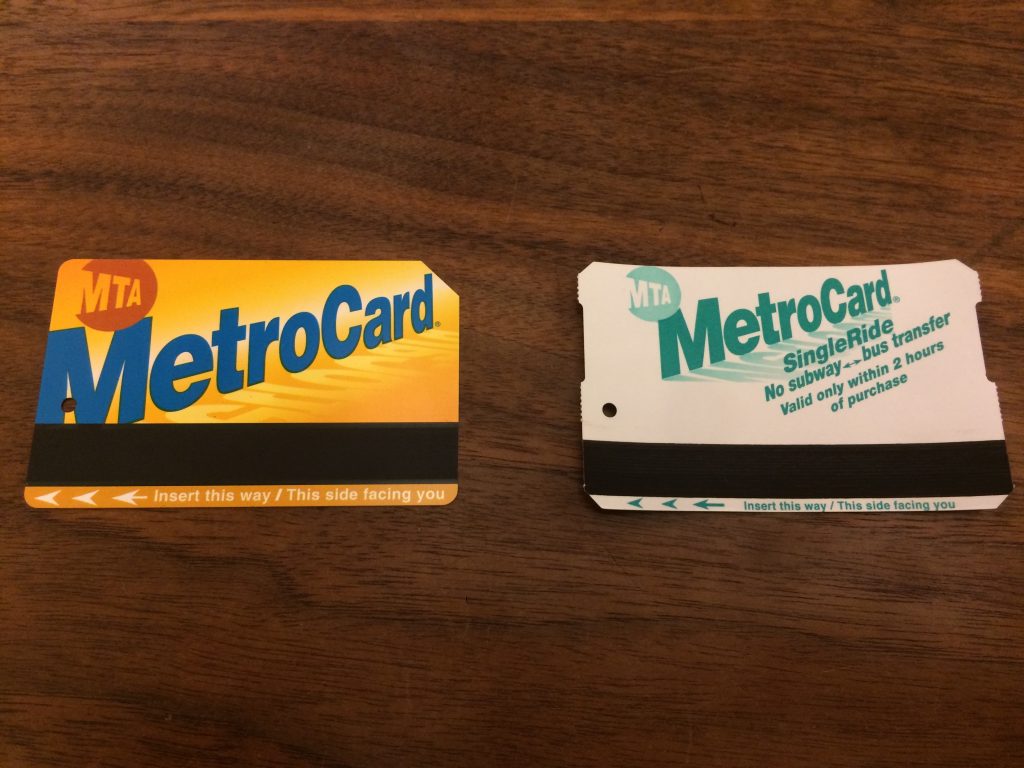 MTA
MetroCard®
Insert this way / This side facing you
MTA
MetroCard®
SingleRide
No subway↔bus transfer
Valid only within 2 hours
of purchase
Insert this way / This side facing you